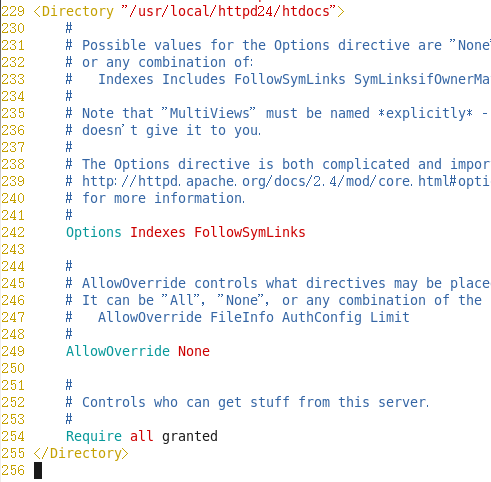 229 <Directory "/usr/local/httpd24/htdocs">
230     #
231     # Possible values for the Options directive are "None"
232     # or any combination of:
233     #   Indexes Includes FollowSymLinks SymLinksifOwnerMa
234     #
235     # Note that "MultiViews" must be named *explicitly* -
236     # doesn't give it to you.
237     #
238     # The Options directive is both complicated and impor
239     # http://httpd.apache.org/docs/2.4/mod/core.html#opti
240     # for more information.
241     #
242     Options Indexes FollowSymLinks
243
244     #
245     # AllowOverride controls what directives may be place
246     # It can be "All", "None", or any combination of the
247     #   AllowOverride FileInfo AuthConfig Limit
248     #
249     AllowOverride None
250
251     #
252     # Controls who can get stuff from this server.
253     #
254     Require all granted
255 </Directory>
256